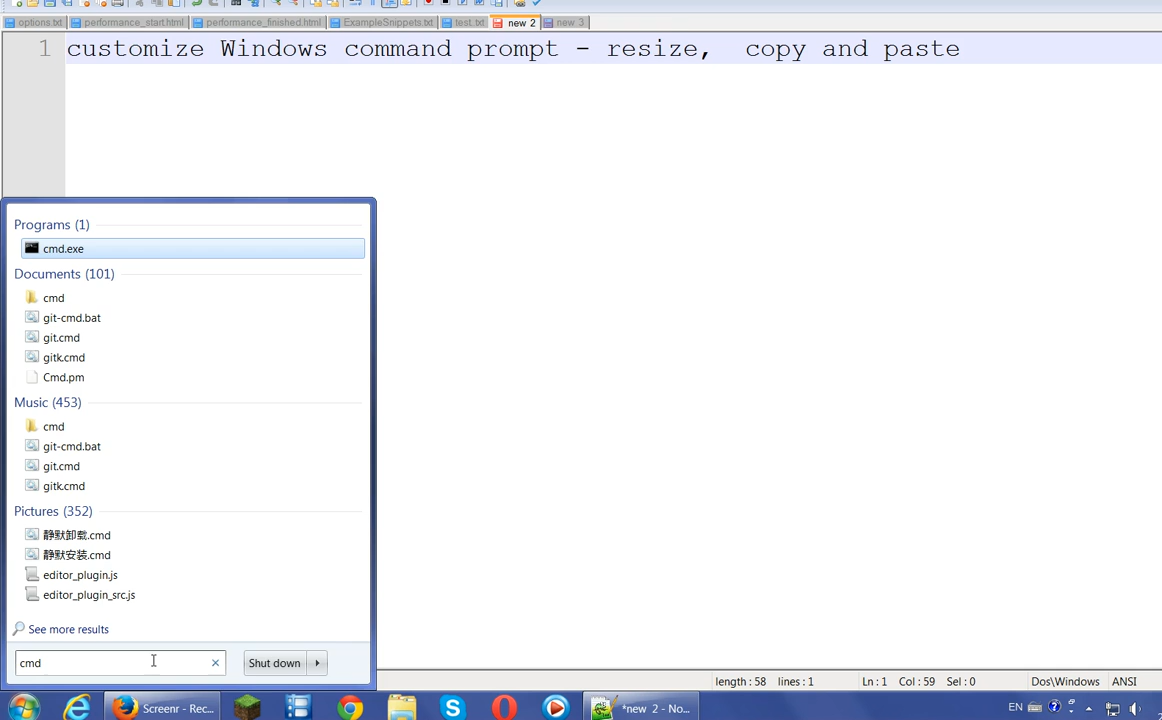 options.txt performance_start.html performance_finished.html ExampleSnippets.txt test.txt new 2 new 3
1 customize Windows command prompt - resize,  copy and paste
Programs (1)
cmd.exe
Documents (101)
cmd
git-cmd.bat
git.cmd
gitk.cmd
Cmd.pm
Music (453)
cmd
git-cmd.bat
git.cmd
gitk.cmd
Pictures (352)
静默卸载.cmd
静默安装.cmd
editor_plugin.js
editor_plugin_src.js
See more results
cmd Shut down
length : 58 lines : 1 Ln : 1 Col : 59 Sel : 0 Dos\Windows ANSI
Screenr - Rec... *new 2 - No... EN